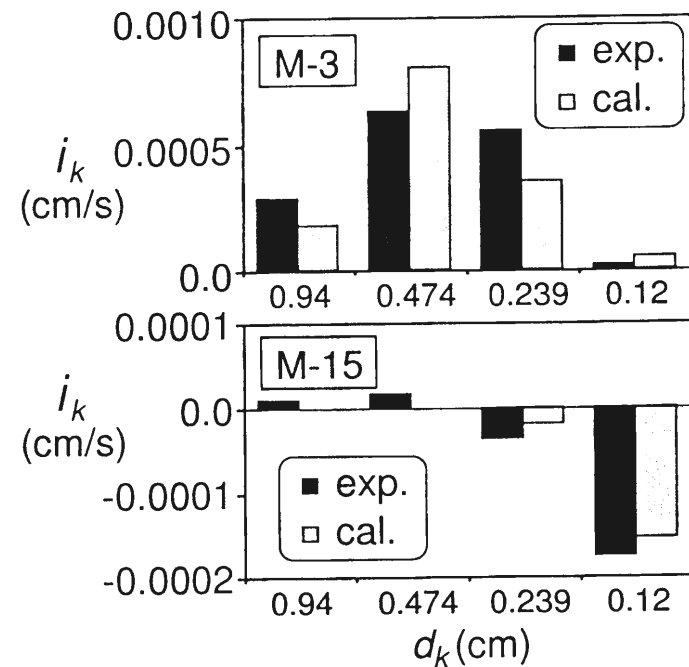 0.0010
M-3
exp.
cal.
i_k
(cm/s)
0.0005
0.0
0.94 0.474 0.239 0.12
0.0001
M-15
i_k
(cm/s)
0.0
exp.
cal.
-0.0001
-0.0002
0.94 0.474 0.239 0.12
d_k (cm)